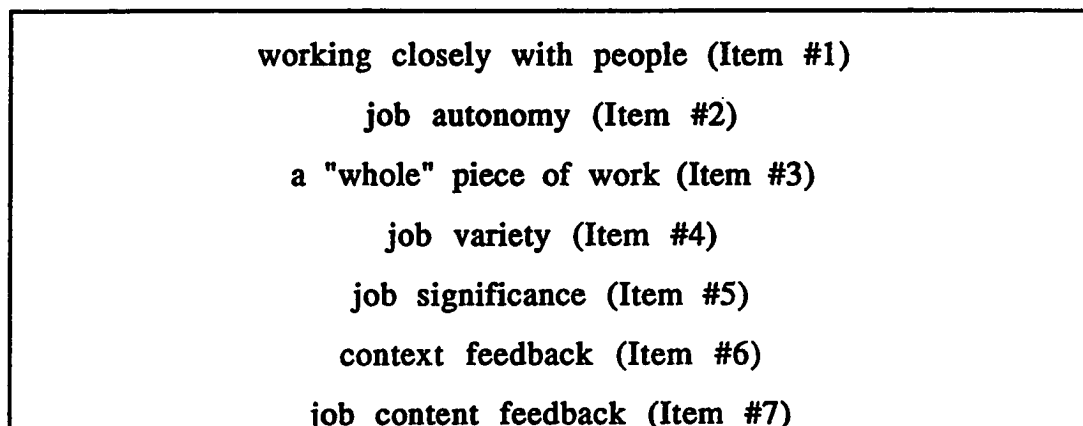 working closely with people (Item #1)
job autonomy (Item #2)
a "whole" piece of work (Item #3)
job variety (Item #4)
job significance (Item #5)
context feedback (Item #6)
job content feedback (Item #7)